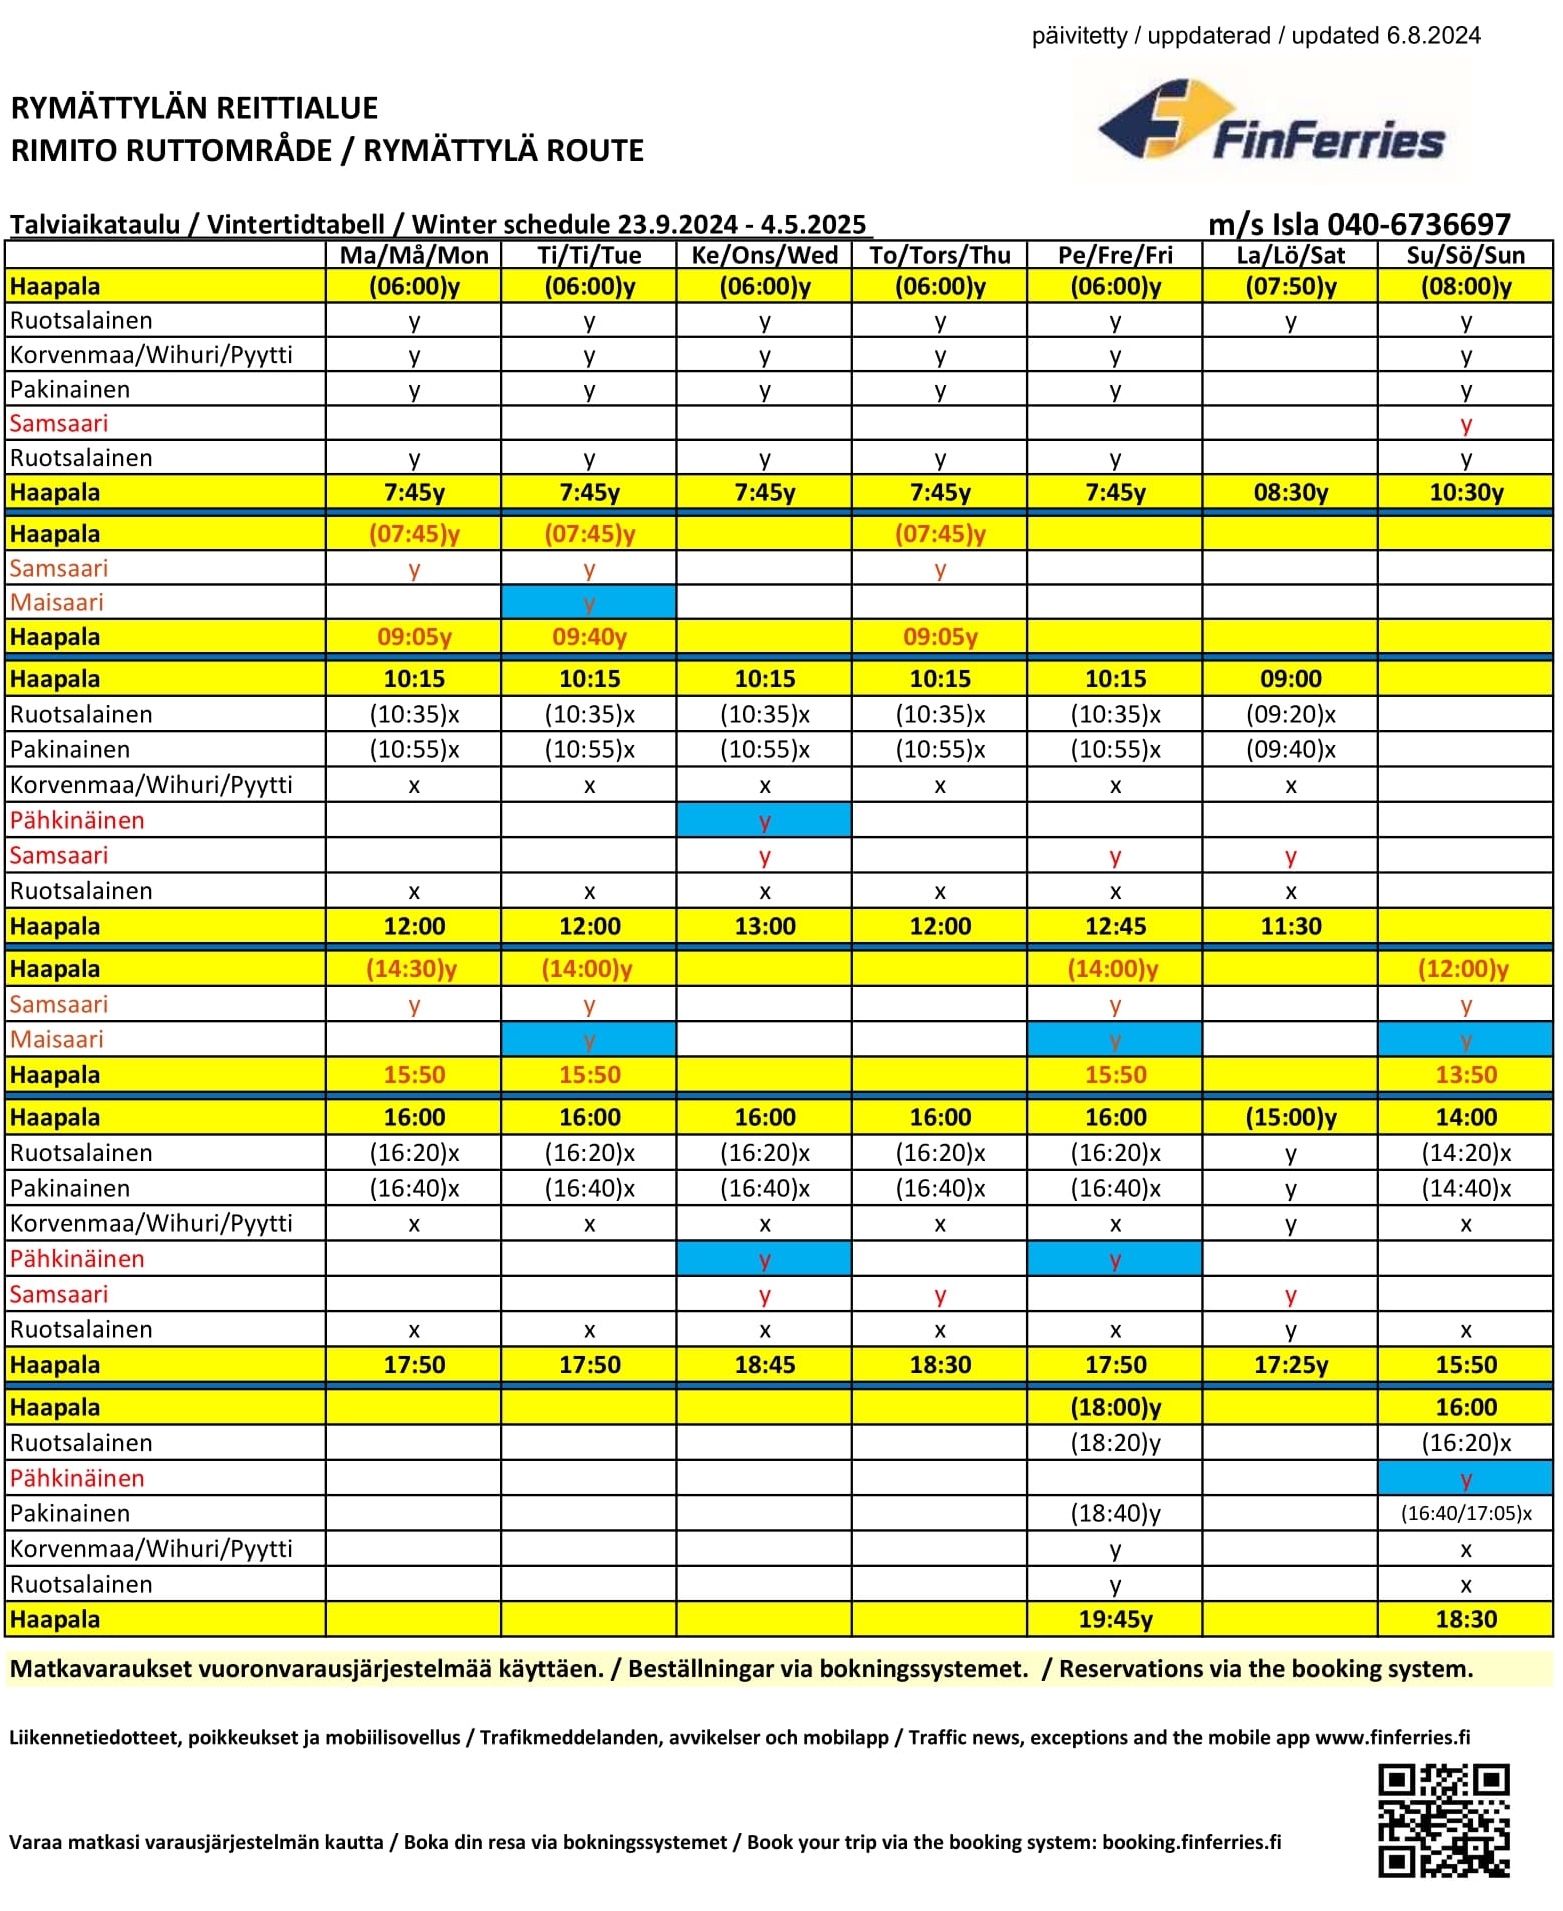 päivitetty / uppdaterad / updated 6.8.2024
RYMÄTTYLÄN REITTIALUE
RIMITO RUTTOMRÅDE / RYMÄTTYLÄ ROUTE
FinFerries
Talviaikataulu / Vintertidtabell / Winter schedule 23.9.2024 - 4.5.2025 m/s Isla 040-6736697
Ma/Må/Mon Ti/Ti/Tue Ke/Ons/Wed To/Tors/Thu Pe/Fre/Fri La/Lö/Sat Su/Sö/Sun
Haapala (06:00)y (06:00)y (06:00)y (06:00)y (06:00)y (07:50)y (08:00)y
Ruotsalainen y y y y y y y
Korvenmaa/Wihuri/Pyytti y y y y y y
Pakinainen y y y y y y
Samsaari y
Ruotsalainen y y y y y y
Haapala 7:45y 7:45y 7:45y 7:45y 7:45y 08:30y 10:30y
Haapala (07:45)y (07:45)y (07:45)y
Samsaari y y y
Maisaari y
Haapala 09:05y 09:40y 09:05y
Haapala 10:15 10:15 10:15 10:15 10:15 09:00
Ruotsalainen (10:35)x (10:35)x (10:35)x (10:35)x (10:35)x (09:20)x
Pakinainen (10:55)x (10:55)x (10:55)x (10:55)x (10:55)x (09:40)x
Korvenmaa/Wihuri/Pyytti x x x x x x
Pähkinäinen y
Samsaari y y y
Ruotsalainen x x x x x x
Haapala 12:00 12:00 13:00 12:00 12:45 11:30
Haapala (14:30)y (14:00)y (14:00)y (12:00)y
Samsaari y y y y
Maisaari y y y
Haapala 15:50 15:50 15:50 13:50
Haapala 16:00 16:00 16:00 16:00 16:00 (15:00)y 14:00
Ruotsalainen (16:20)x (16:20)x (16:20)x (16:20)x (16:20)x y (14:20)x
Pakinainen (16:40)x (16:40)x (16:40)x (16:40)x (16:40)x y (14:40)x
Korvenmaa/Wihuri/Pyytti x x x x x y x
Pähkinäinen y y
Samsaari y y y
Ruotsalainen x x x x x y x
Haapala 17:50 17:50 18:45 18:30 17:50 17:25y 15:50
Haapala (18:00)y 16:00
Ruotsalainen (18:20)y (16:20)x
Pähkinäinen y
Pakinainen (18:40)y (16:40/17:05)x
Korvenmaa/Wihuri/Pyytti y x
Ruotsalainen y x
Haapala 19:45y 18:30
Matkavaraukset vuoronvarausjärjestelmää käyttäen. / Beställningar via bokningssystemet. / Reservations via the booking system.
Liikennetiedotteet, poikkeukset ja mobiilisovellus / Trafikmeddelanden, avvikelser och mobilapp / Traffic news, exceptions and the mobile app www.finferries.fi
Varaa matkasi varausjärjestelmän kautta / Boka din resa via bokningssystemet / Book your trip via the booking system: booking.finferries.fi